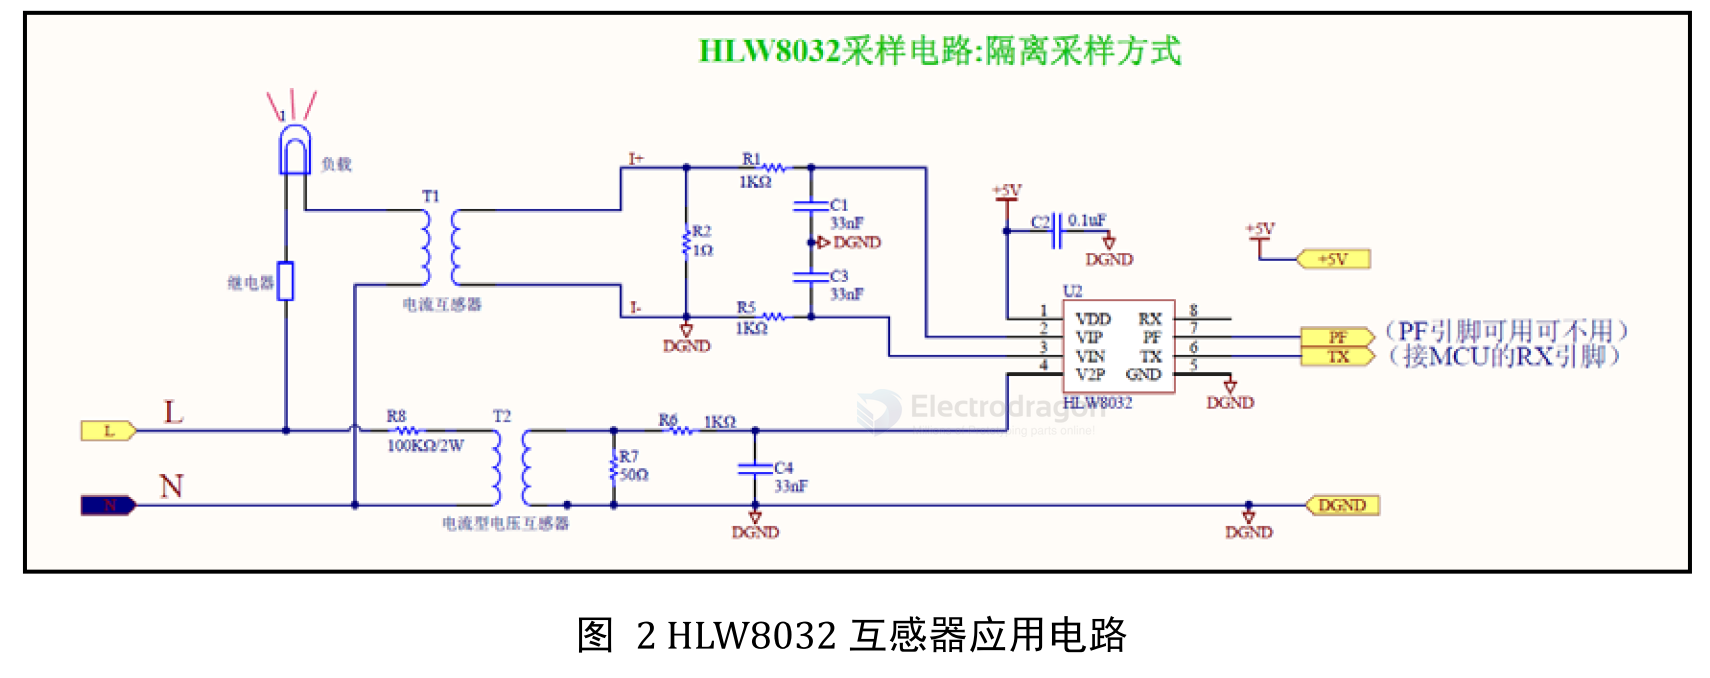 HLW8032采样电路:隔离采样方式
1
负载
T1
继电器
电流互感器
I+
R1
1KΩ
C1
33nF
R2
1Ω
DGND
C3
33nF
I-
R5
1KΩ
DGND
+5V
C2
0.1uF
DGND
+5V
+5V
U2
1
VDD
RX
8
2
VIP
PF
7
3
VIN
TX
6
4
V2P
GND
5
HLW8032
PF
(PF引脚可用可不用)
TX
(接MCU的RX引脚)
DGND
Electrodragon
L
L
R8
100KΩ/2W
T2
R6
1KΩ
R7
50Ω
C4
33nF
N
N
电流型电压互感器
DGND
DGND
DGND
图 2 HLW8032 互感器应用电路